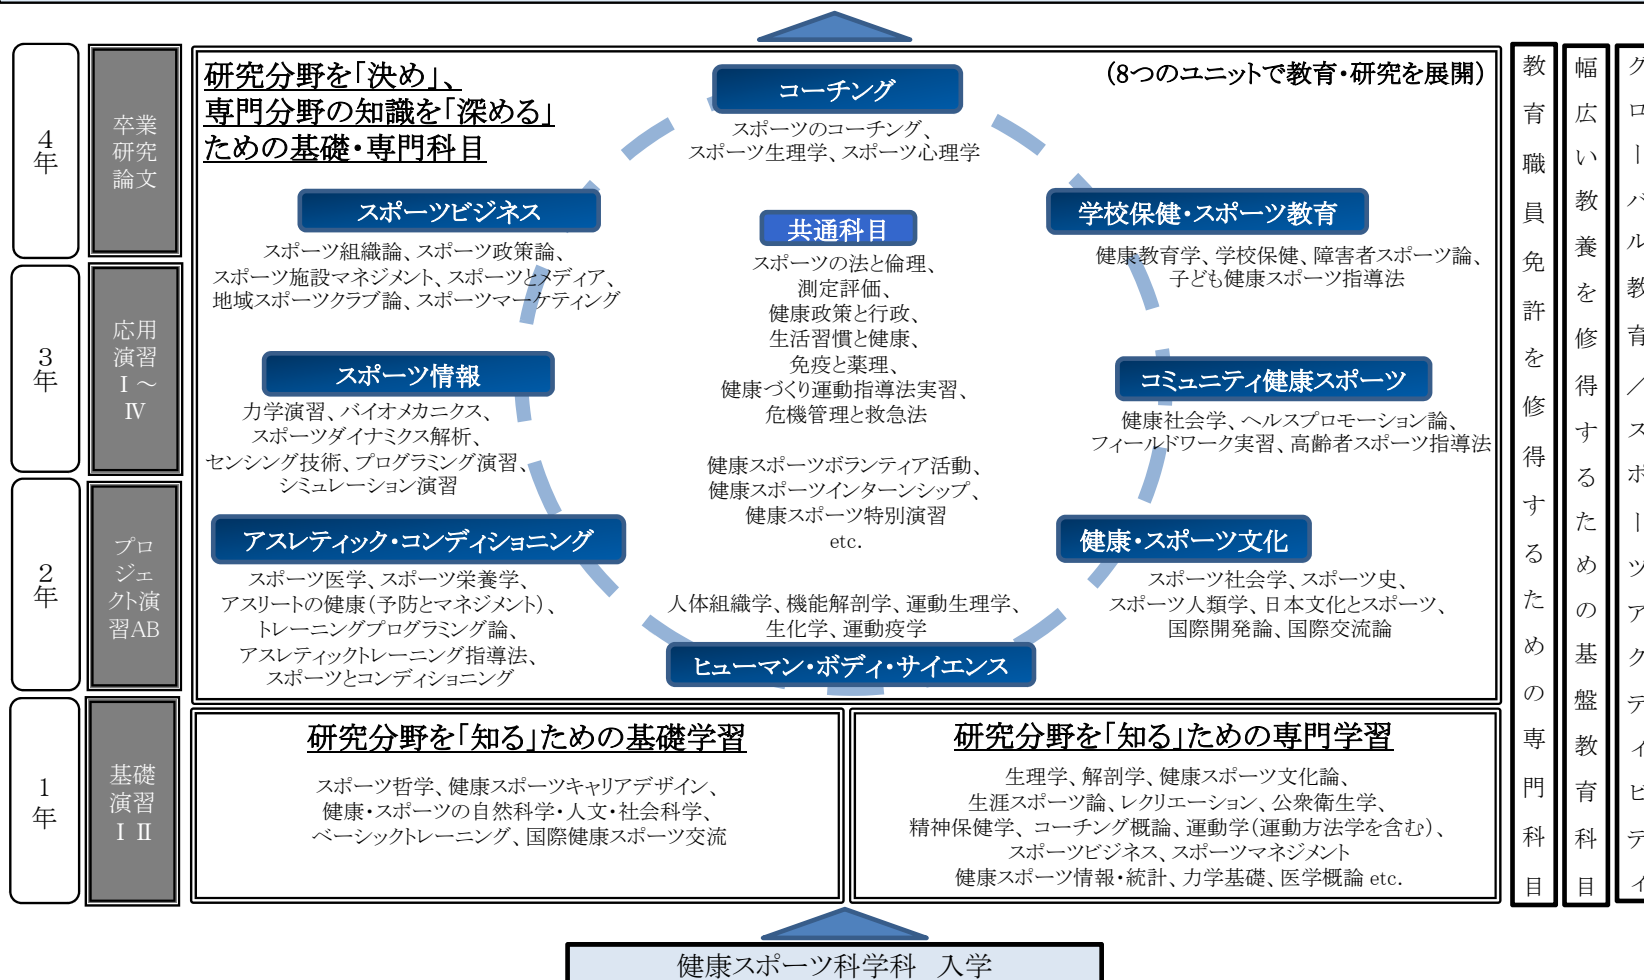 4年
卒業
研究
論文
3年
応用
演習
Ⅰ～
Ⅳ
2年
プロ
ジェ
クト演
習AB
1年
基礎
演習
Ⅰ Ⅱ
研究分野を「決め」、
専門分野の知識を「深める」
ための基礎・専門科目
(8つのユニットで教育・研究を展開)
コーチング
スポーツのコーチング、
スポーツ生理学、スポーツ心理学
スポーツビジネス
スポーツ組織論、スポーツ政策論、
スポーツ施設マネジメント、スポーツとメディア、
地域スポーツクラブ論、スポーツマーケティング
学校保健・スポーツ教育
健康教育学、学校保健、障害者スポーツ論、
子ども健康スポーツ指導法
共通科目
スポーツの法と倫理、
測定評価、
健康政策と行政、
生活習慣と健康、
免疫と薬理、
健康づくり運動指導法実習、
危機管理と救急法
健康スポーツボランティア活動、
健康スポーツインターンシップ、
健康スポーツ特別演習
etc.
スポーツ情報
力学演習、バイオメカニクス、
スポーツダイナミクス解析、
センシング技術、プログラミング演習、
シミュレーション演習
コミュニティ健康スポーツ
健康社会学、ヘルスプロモーション論、
フィールドワーク実習、高齢者スポーツ指導法
アスレティック・コンディショニング
スポーツ医学、スポーツ栄養学、
アスリートの健康(予防とマネジメント)、
トレーニングプログラミング論、
アスレティックトレーニング指導法、
スポーツとコンディショニング
健康・スポーツ文化
スポーツ社会学、スポーツ史、
スポーツ人類学、日本文化とスポーツ、
国際開発論、国際交流論
人体組織学、機能解剖学、運動生理学、
生化学、運動疫学
ヒューマン・ボディ・サイエンス
研究分野を「知る」ための基礎学習
スポーツ哲学、健康スポーツキャリアデザイン、
健康・スポーツの自然科学・人文・社会科学、
ベーシックトレーニング、国際健康スポーツ交流
研究分野を「知る」ための専門学習
生理学、解剖学、健康スポーツ文化論、
生涯スポーツ論、レクリエーション、公衆衛生学、
精神保健学、コーチング概論、運動学(運動方法学を含む)、
スポーツビジネス、スポーツマネジメント
健康スポーツ情報・統計、力学基礎、医学概論 etc.
教育職員免許を修得するための専門科目
幅広い教養を修得するための基盤教育科目
グローバル教育/スポーツアクティビティ
健康スポーツ科学科 入学